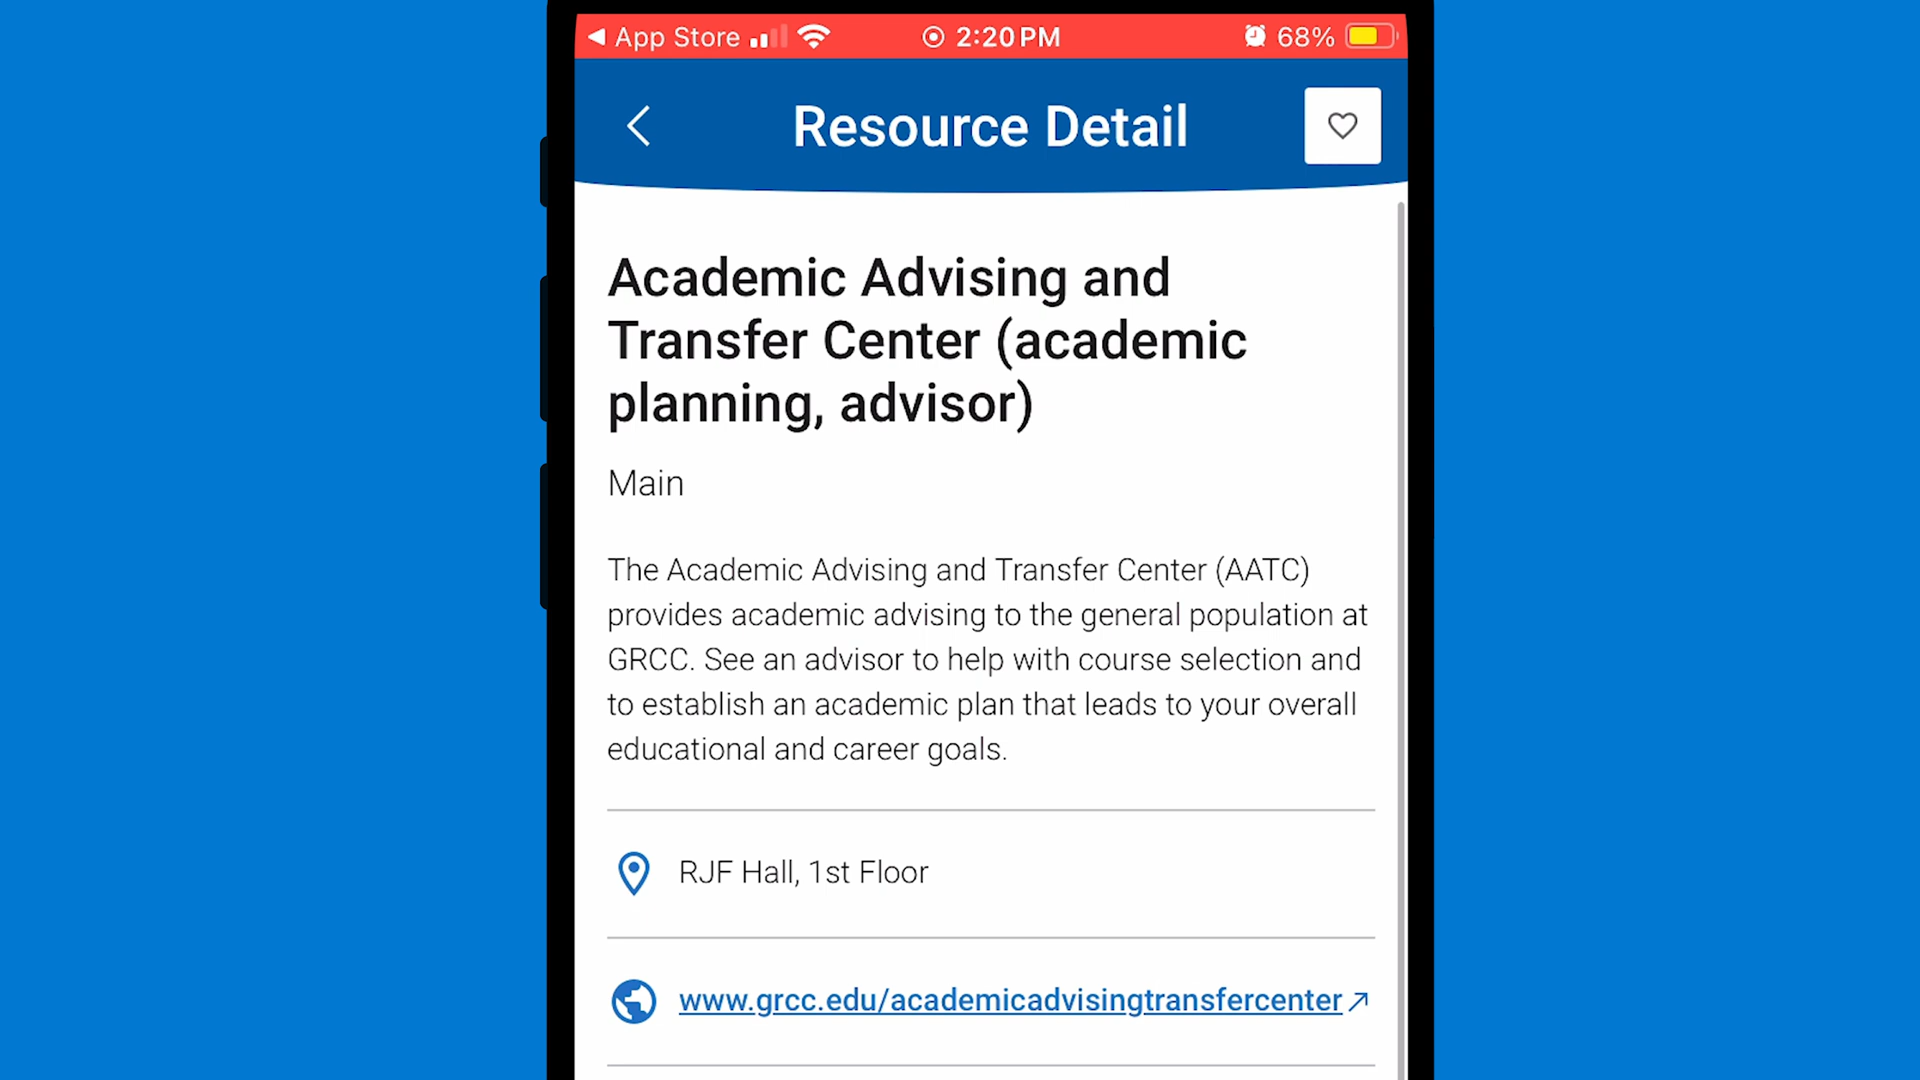 App Store
2:20 PM
68%
Resource Detail
Academic Advising and
Transfer Center (academic
planning, advisor)
Main
The Academic Advising and Transfer Center (AATC)
provides academic advising to the general population at
GRCC. See an advisor to help with course selection and
to establish an academic plan that leads to your overall
educational and career goals.
RJF Hall, 1st Floor
www.grcc.edu/academicadvisingtransfercenter